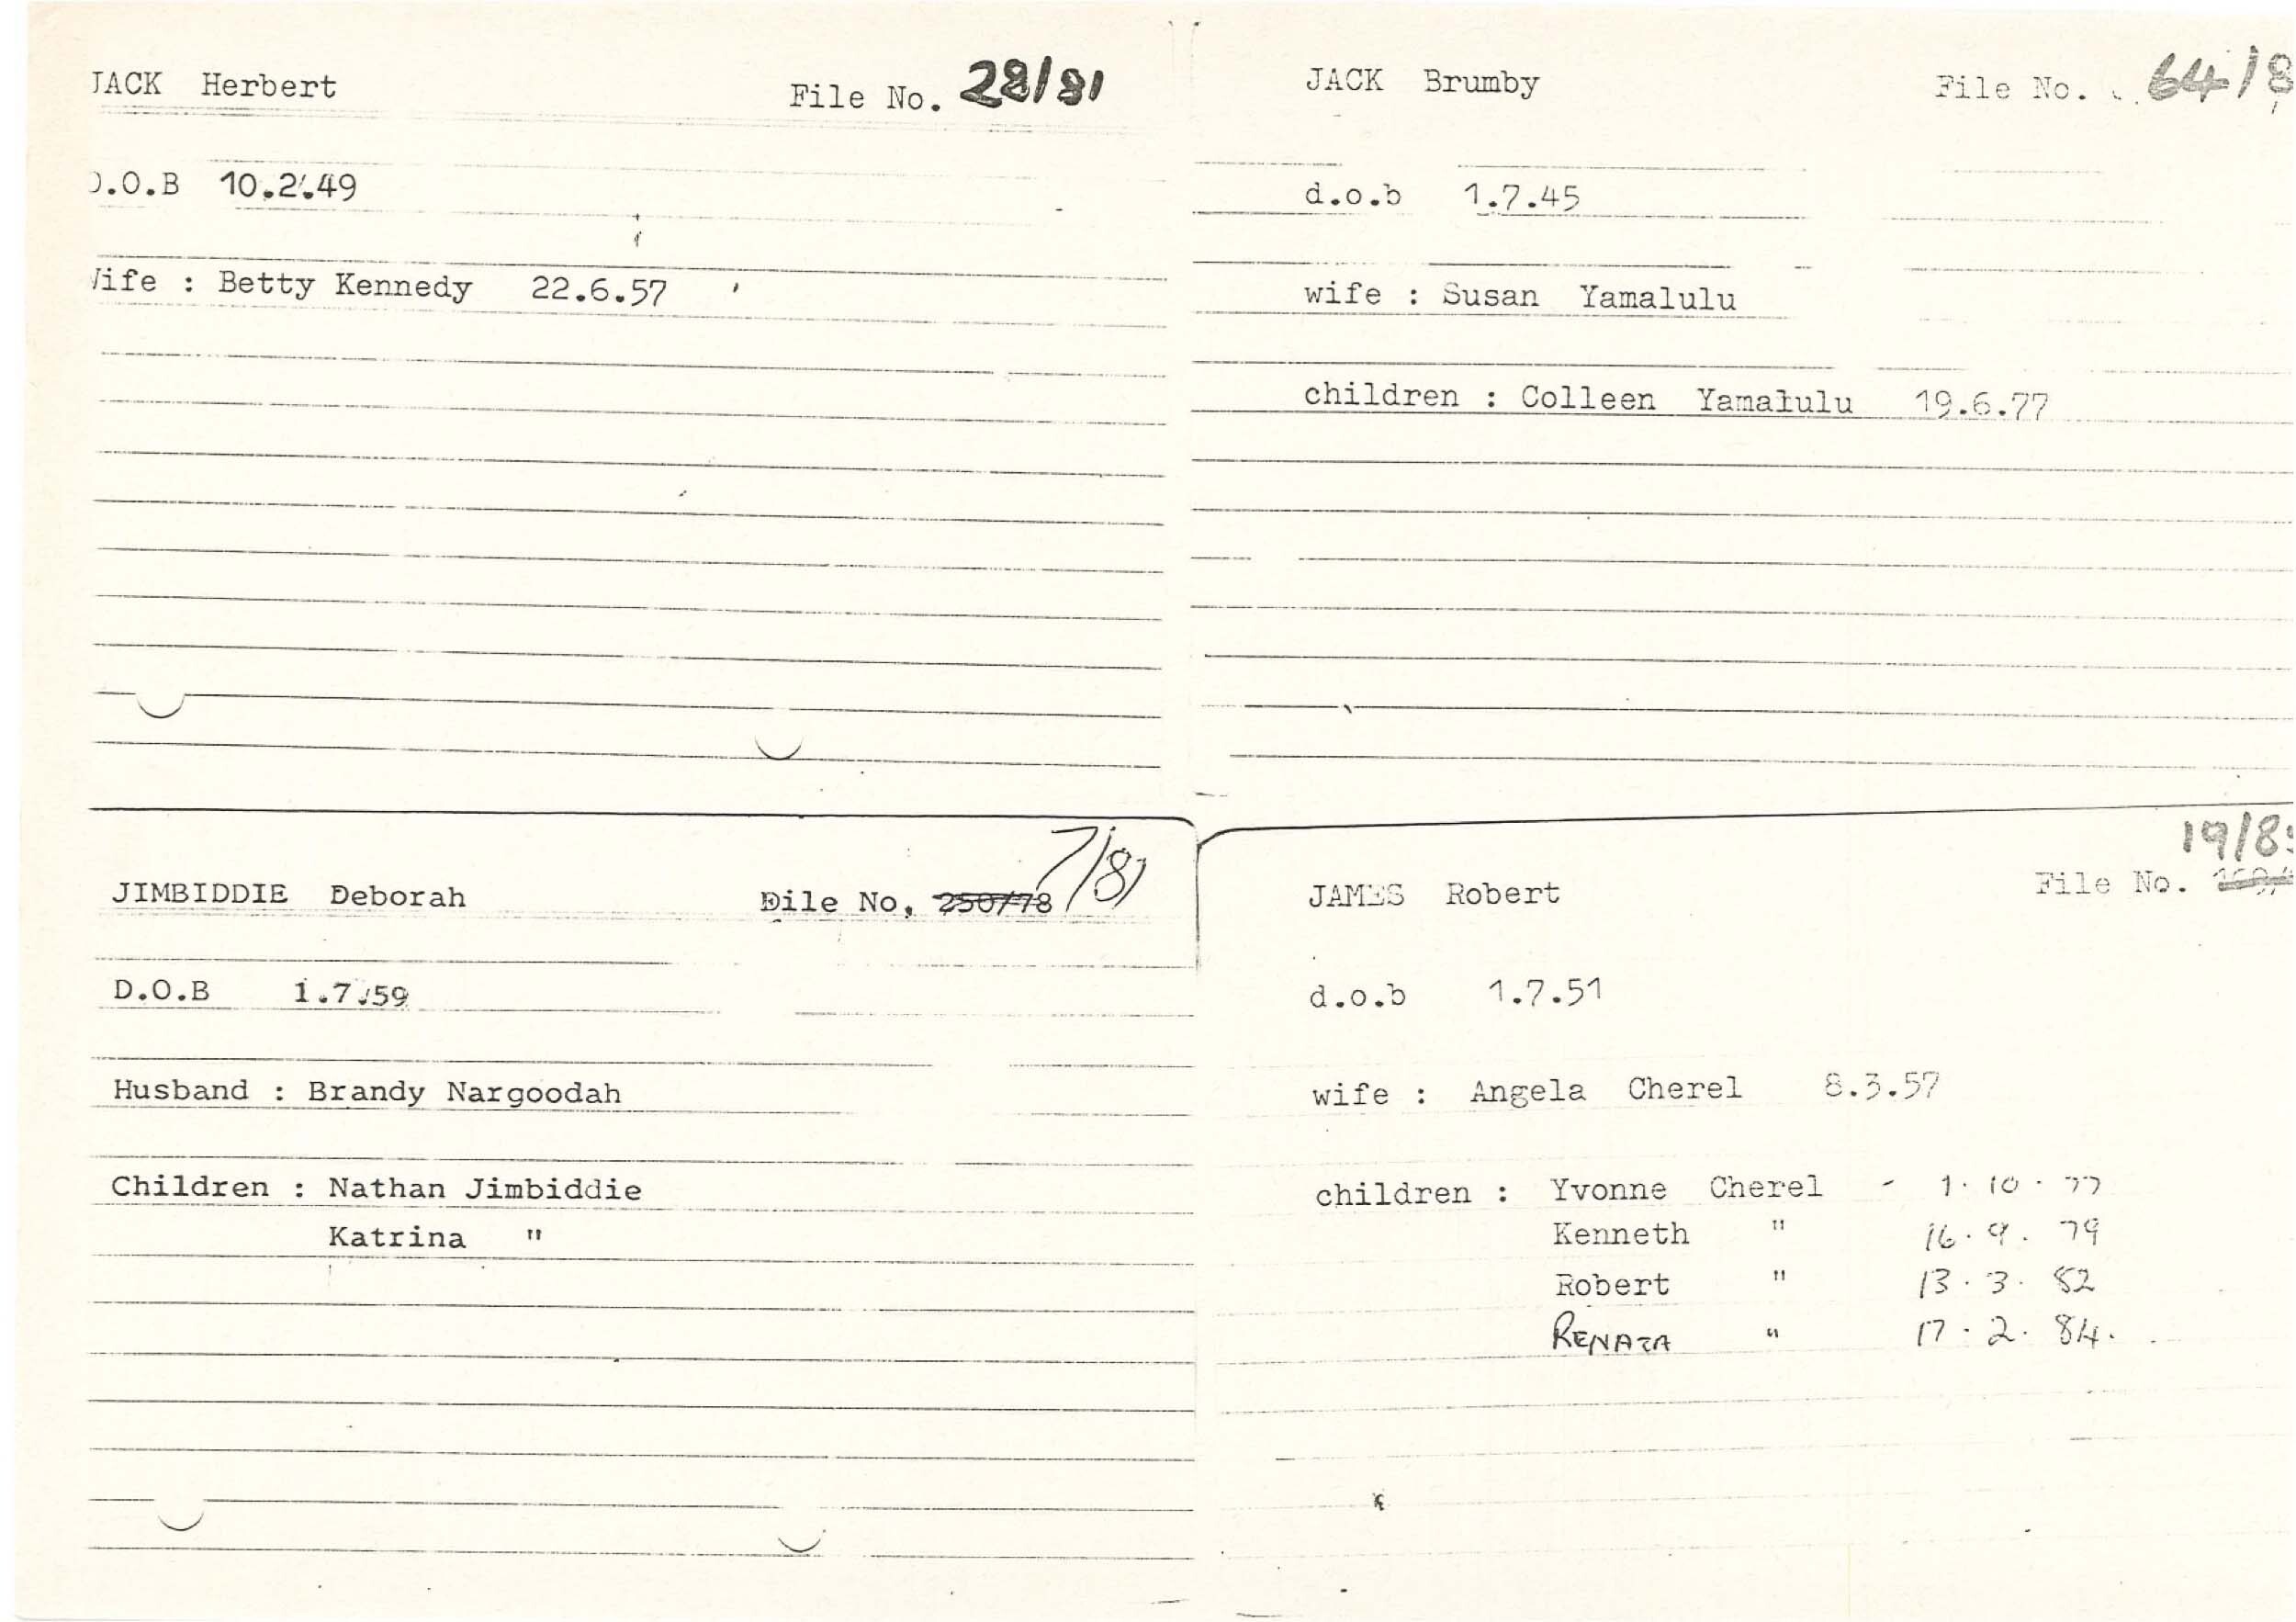 JACK Herbert File No. 28/81
D.O.B 10.2.49
Wife : Betty Kennedy 22.6.57
JACK Brumby File No. 64/8
d.o.b 1.7.45
wife : Susan Yamalulu
children : Colleen Yamalulu 19.6.77
JIMBIDDIE Deborah Dile No, 250/78 7/81
D.O.B 1.7.59
Husband : Brandy Nargoodah
Children : Nathan Jimbiddie
Katrina "
19/8
JAMES Robert File No.
d.o.b 1.7.51
wife : Angela Cherel 8.3.57
children : Yvonne Cherel - 1.10.77
Kenneth " 16.9.79
Robert " 13.3.82
RENATA " 17.2.84.